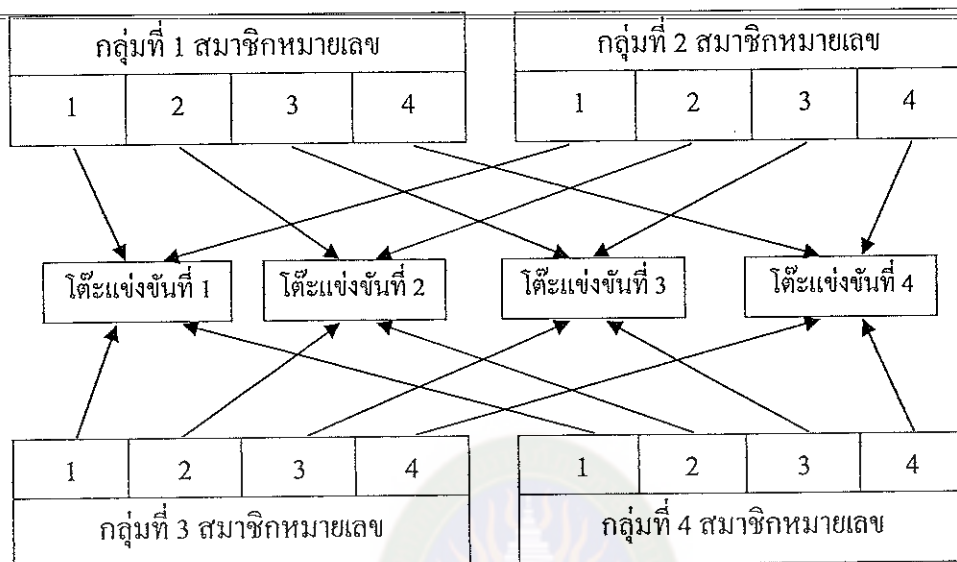 กลุ่มที่ 1 สมาชิกหมายเลข
1 2 3 4
กลุ่มที่ 2 สมาชิกหมายเลข
1 2 3 4
โต๊ะแข่งขันที่ 1
โต๊ะแข่งขันที่ 2
โต๊ะแข่งขันที่ 3
โต๊ะแข่งขันที่ 4
1 2 3 4
กลุ่มที่ 3 สมาชิกหมายเลข
1 2 3 4
กลุ่มที่ 4 สมาชิกหมายเลข